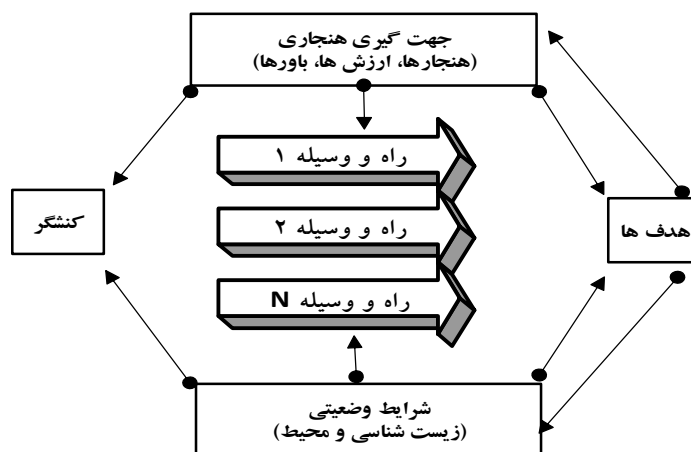 جهت گیری هنجاری
(هنجارها، ارزش ها، باورها)
راه و وسیله ۱
کنشگر
راه و وسیله ۲
هدف ها
راه و وسیله N
شرایط وضعیتی
(زیست شناسی و محیط)